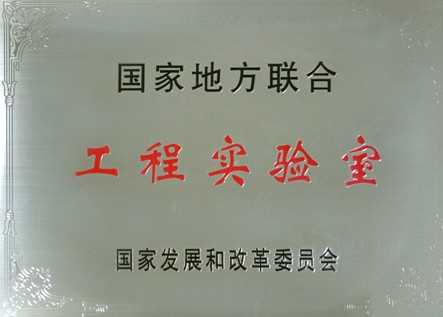 国家地方联合
工程实验室
国家发展和改革委员会